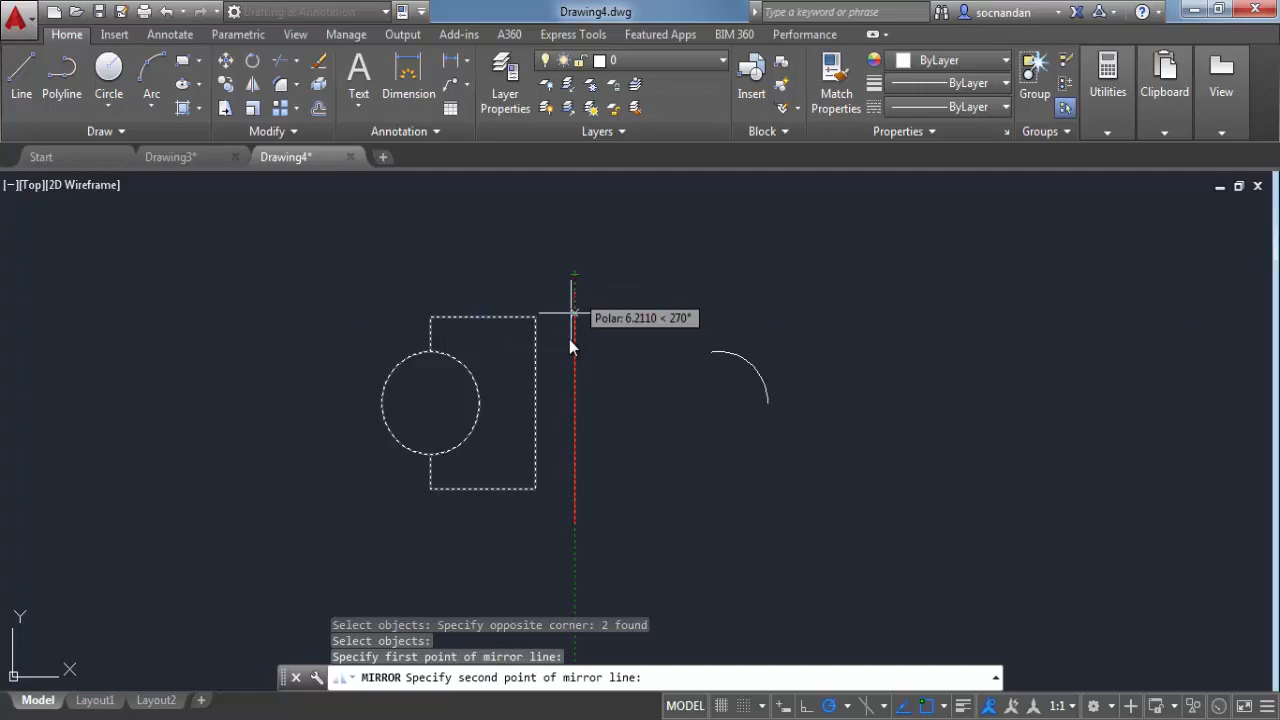 Drafting & Annotation
Drawing4.dwg
Type a keyword or phrase
socnandan
Home Insert Annotate Parametric View Manage Output Add-ins A360 Express Tools Featured Apps BIM 360 Performance
0
ByLayer
ByLayer
ByLayer
Line Polyline Circle Arc Text Dimension Layer Properties Insert Match Properties Group Utilities Clipboard View
Draw Modify Annotation Layers Block Properties Groups
Start Drawing3* Drawing4*
[−][Top][2D Wireframe]
Polar: 6.2110 < 270°
Y
X
Select objects: Specify opposite corner: 2 found
Select objects:
Specify first point of mirror line:
MIRROR Specify second point of mirror line:
Model Layout1 Layout2 MODEL 1:1